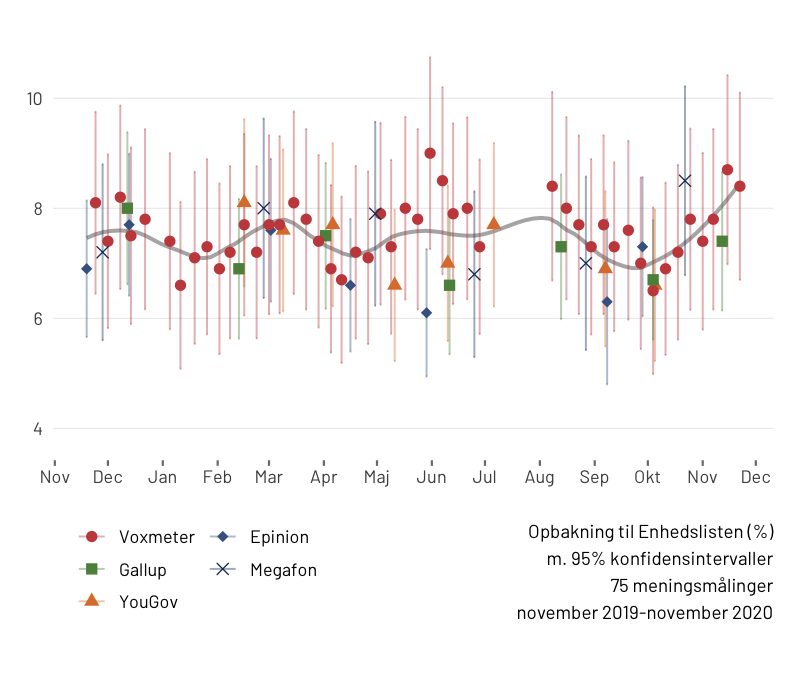 10
8
6
4
Nov Dec Jan Feb Mar Apr Maj Jun Jul Aug Sep Okt Nov Dec
Voxmeter Epinion
Gallup Megafon
YouGov
Opbakning til Enhedslisten (%)
m. 95% konfidensintervaller
75 meningsmålinger
november 2019-november 2020